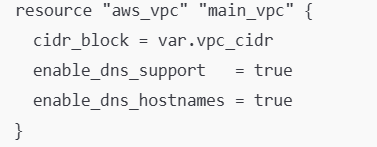 resource "aws_vpc" "main_vpc" {
  cidr_block = var.vpc_cidr
  enable_dns_support   = true
  enable_dns_hostnames = true
}